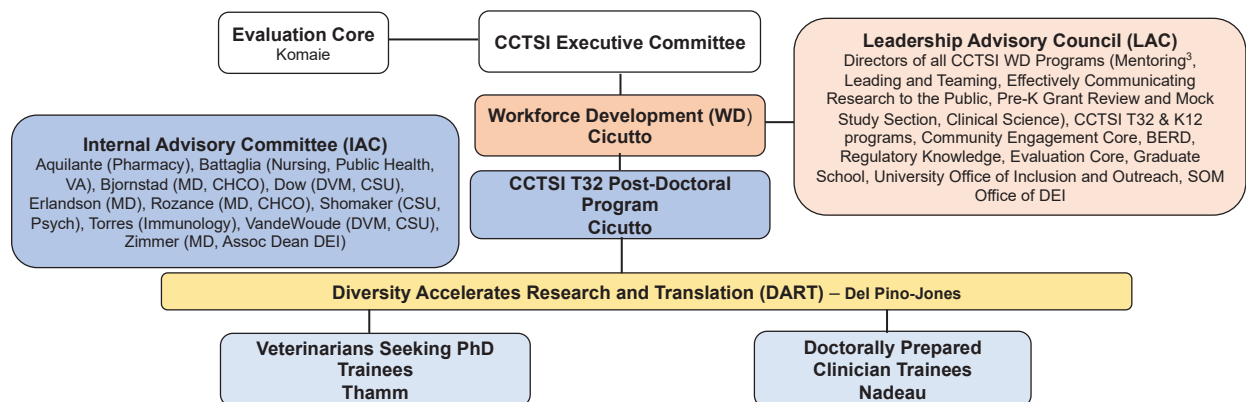 Evaluation Core
Komaie
CCTSI Executive Committee
Leadership Advisory Council (LAC)
Directors of all CCTSI WD Programs (Mentoring³,
Leading and Teaming, Effectively Communicating
Research to the Public, Pre-K Grant Review and Mock
Study Section, Clinical Science), CCTSI T32 & K12
programs, Community Engagement Core, BERD,
Regulatory Knowledge, Evaluation Core, Graduate
School, University Office of Inclusion and Outreach, SOM
Office of DEI
Workforce Development (WD)
Cicutto
Internal Advisory Committee (IAC)
Aquilante (Pharmacy), Battaglia (Nursing, Public Health,
VA), Bjornstad (MD, CHCO), Dow (DVM, CSU),
Erlandson (MD), Rozance (MD, CHCO), Shomaker (CSU,
Psych), Torres (Immunology), VandeWoude (DVM, CSU),
Zimmer (MD, Assoc Dean DEI)
CCTSI T32 Post-Doctoral
Program
Cicutto
Diversity Accelerates Research and Translation (DART) – Del Pino-Jones
Veterinarians Seeking PhD
Trainees
Thamm
Doctorally Prepared
Clinician Trainees
Nadeau